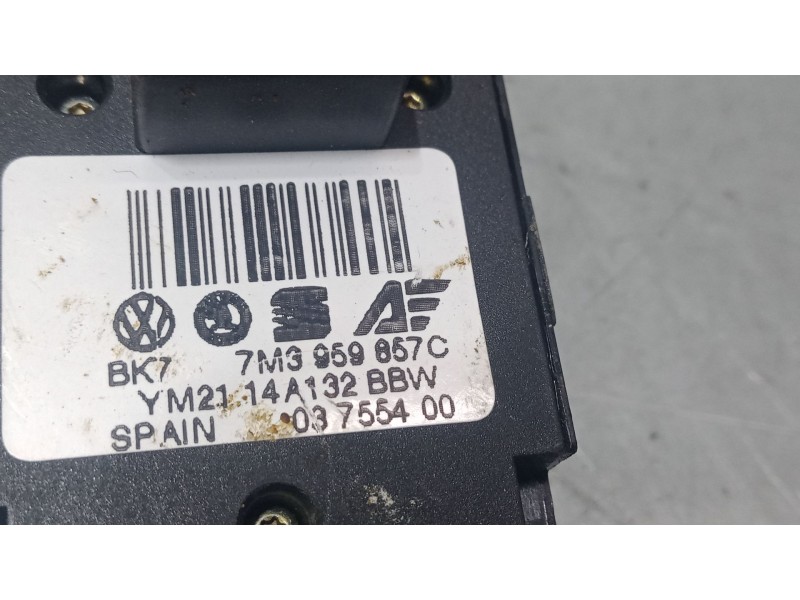 BK7 7M3 959 857C
YM21 14A132 BBW
SPAIN 03 7554 00